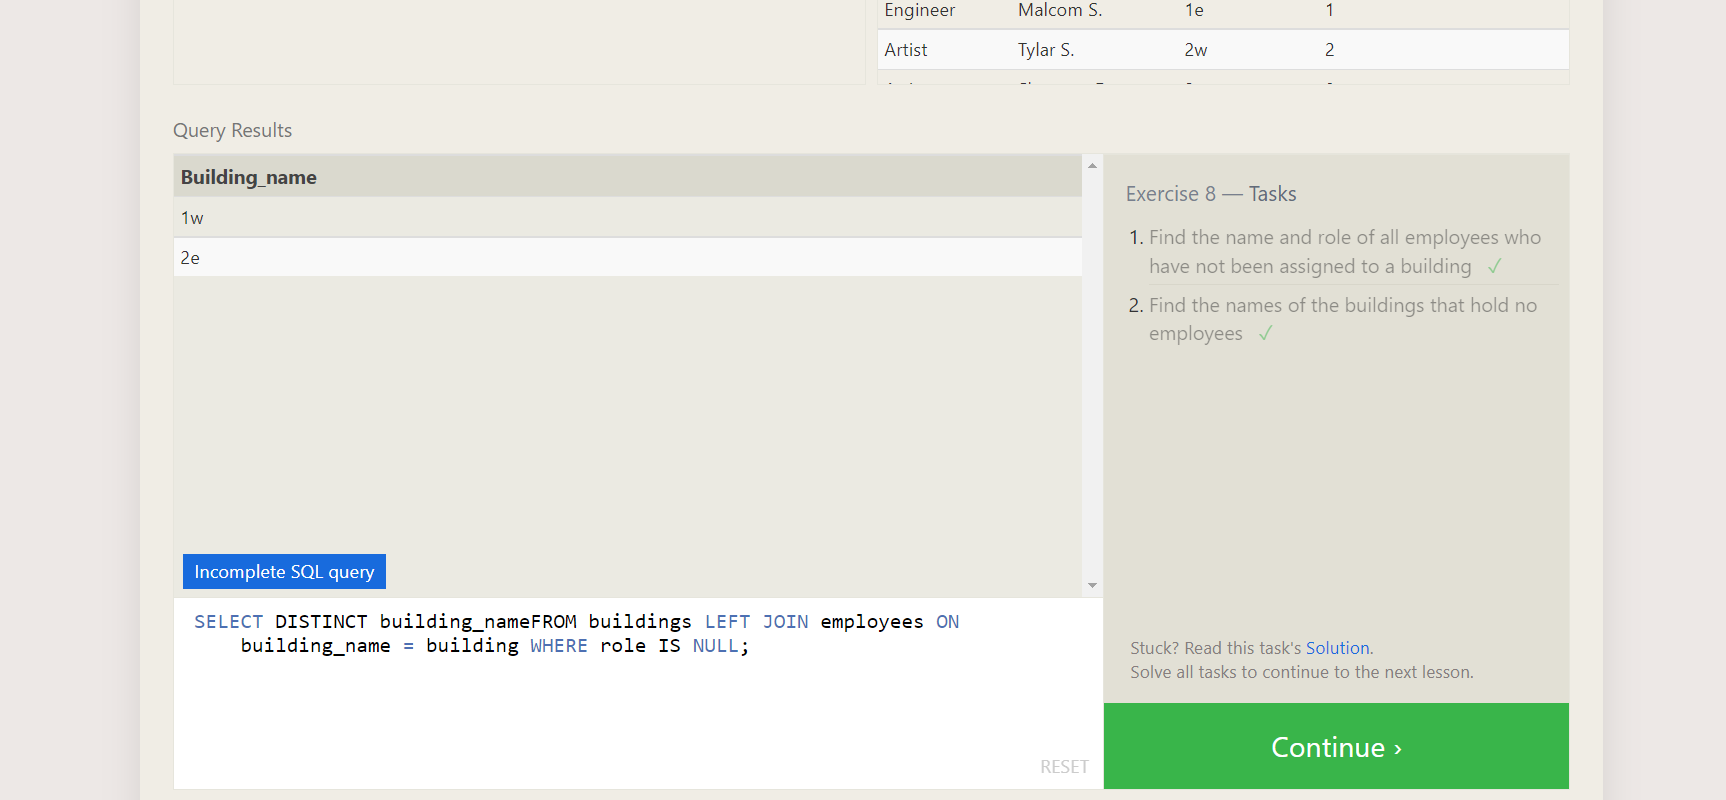 Engineer Malcom S. 1e 1
Artist Tylar S. 2w 2
Query Results
Building_name
1w
2e
Incomplete SQL query
SELECT DISTINCT building_nameFROM buildings LEFT JOIN employees ON
building_name = building WHERE role IS NULL;
RESET
Exercise 8 — Tasks
1. Find the name and role of all employees who
have not been assigned to a building ✓
2. Find the names of the buildings that hold no
employees ✓
Stuck? Read this task's Solution.
Solve all tasks to continue to the next lesson.
Continue ›